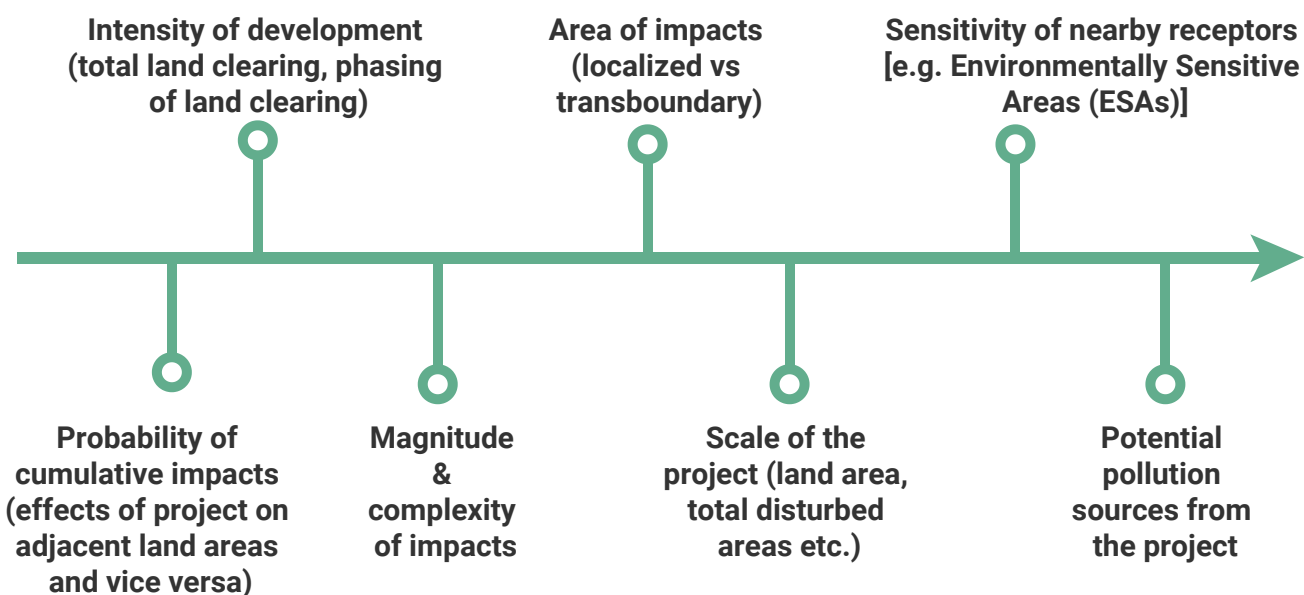 Intensity of development
(total land clearing, phasing
of land clearing)
Area of impacts
(localized vs
transboundary)
Sensitivity of nearby receptors
[e.g. Environmentally Sensitive
Areas (ESAs)]
Probability of
cumulative impacts
(effects of project on
adjacent land areas
and vice versa)
Magnitude
&
complexity
of impacts
Scale of the
project (land area,
total disturbed
areas etc.)
Potential
pollution
sources from
the project